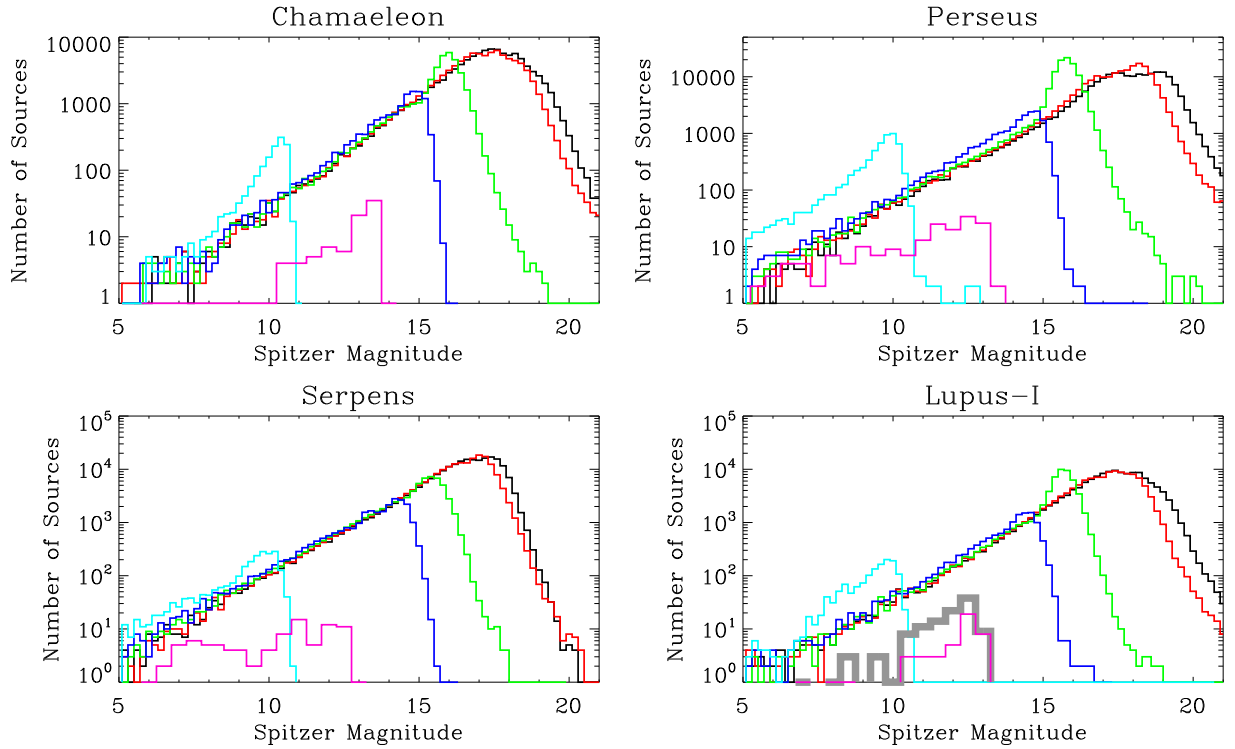 Chamaeleon
Number of Sources
10000
1000
100
10
1
5 10 15 20
Spitzer Magnitude
Perseus
Number of Sources
10000
1000
100
10
1
5 10 15 20
Spitzer Magnitude
Serpens
Number of Sources
10^5
10^4
10^3
10^2
10^1
10^0
5 10 15 20
Spitzer Magnitude
Lupus-I
Number of Sources
10^5
10^4
10^3
10^2
10^1
10^0
5 10 15 20
Spitzer Magnitude